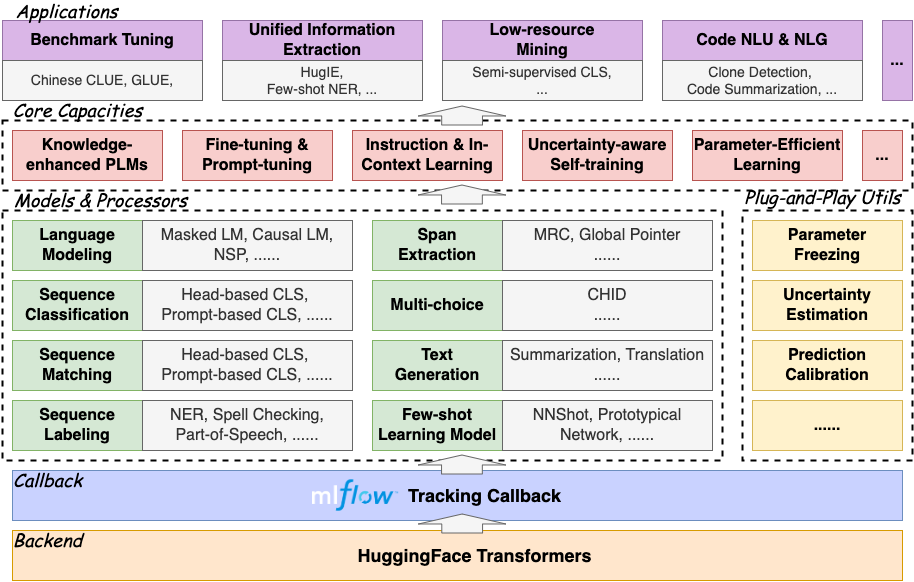 Applications
Benchmark Tuning
Chinese CLUE, GLUE,
Unified Information
Extraction
HugIE,
Few-shot NER, ...
Low-resource
Mining
Semi-supervised CLS,
...
Code NLU & NLG
Clone Detection,
Code Summarization, ...
...
Core Capacities
Knowledge-
enhanced PLMs
Fine-tuning &
Prompt-tuning
Instruction & In-
Context Learning
Uncertainty-aware
Self-training
Parameter-Efficient
Learning
...
Models & Processors
Language
Modeling
Masked LM, Causal LM,
NSP, ......
Span
Extraction
MRC, Global Pointer
......
Sequence
Classification
Head-based CLS,
Prompt-based CLS, ......
Multi-choice
CHID
......
Sequence
Matching
Head-based CLS,
Prompt-based CLS, ......
Text
Generation
Summarization, Translation
......
Sequence
Labeling
NER, Spell Checking,
Part-of-Speech, ......
Few-shot
Learning Model
NNShot, Prototypical
Network, ......
Plug-and-Play Utils
Parameter
Freezing
Uncertainty
Estimation
Prediction
Calibration
......
Callback
mlflow Tracking Callback
Backend
HuggingFace Transformers